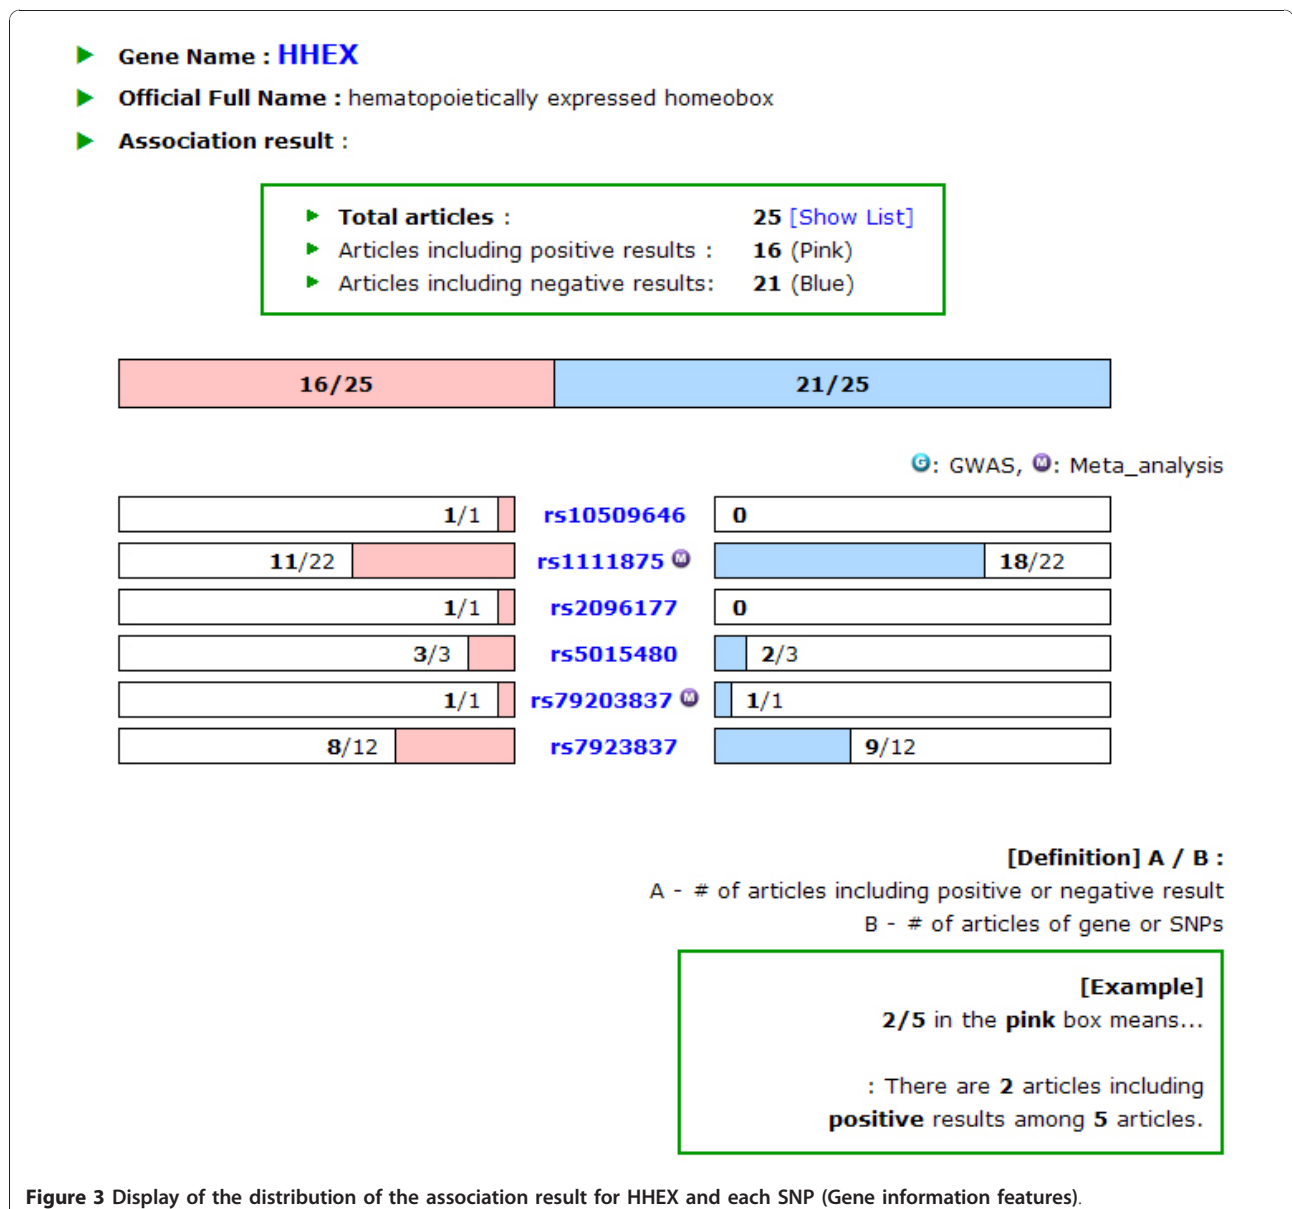 Gene Name : HHEX
Official Full Name : hematopoietically expressed homeobox
Association result :
Total articles : 25 [Show List]
Articles including positive results : 16 (Pink)
Articles including negative results: 21 (Blue)
16/25 21/25
G: GWAS, M: Meta_analysis
1/1 rs10509646 0
11/22 rs1111875 M 18/22
1/1 rs2096177 0
3/3 rs5015480 2/3
1/1 rs79203837 M 1/1
8/12 rs7923837 9/12
[Definition] A / B :
A - # of articles including positive or negative result
B - # of articles of gene or SNPs
[Example]
2/5 in the pink box means...
: There are 2 articles including
positive results among 5 articles.
Figure 3 Display of the distribution of the association result for HHEX and each SNP (Gene information features).